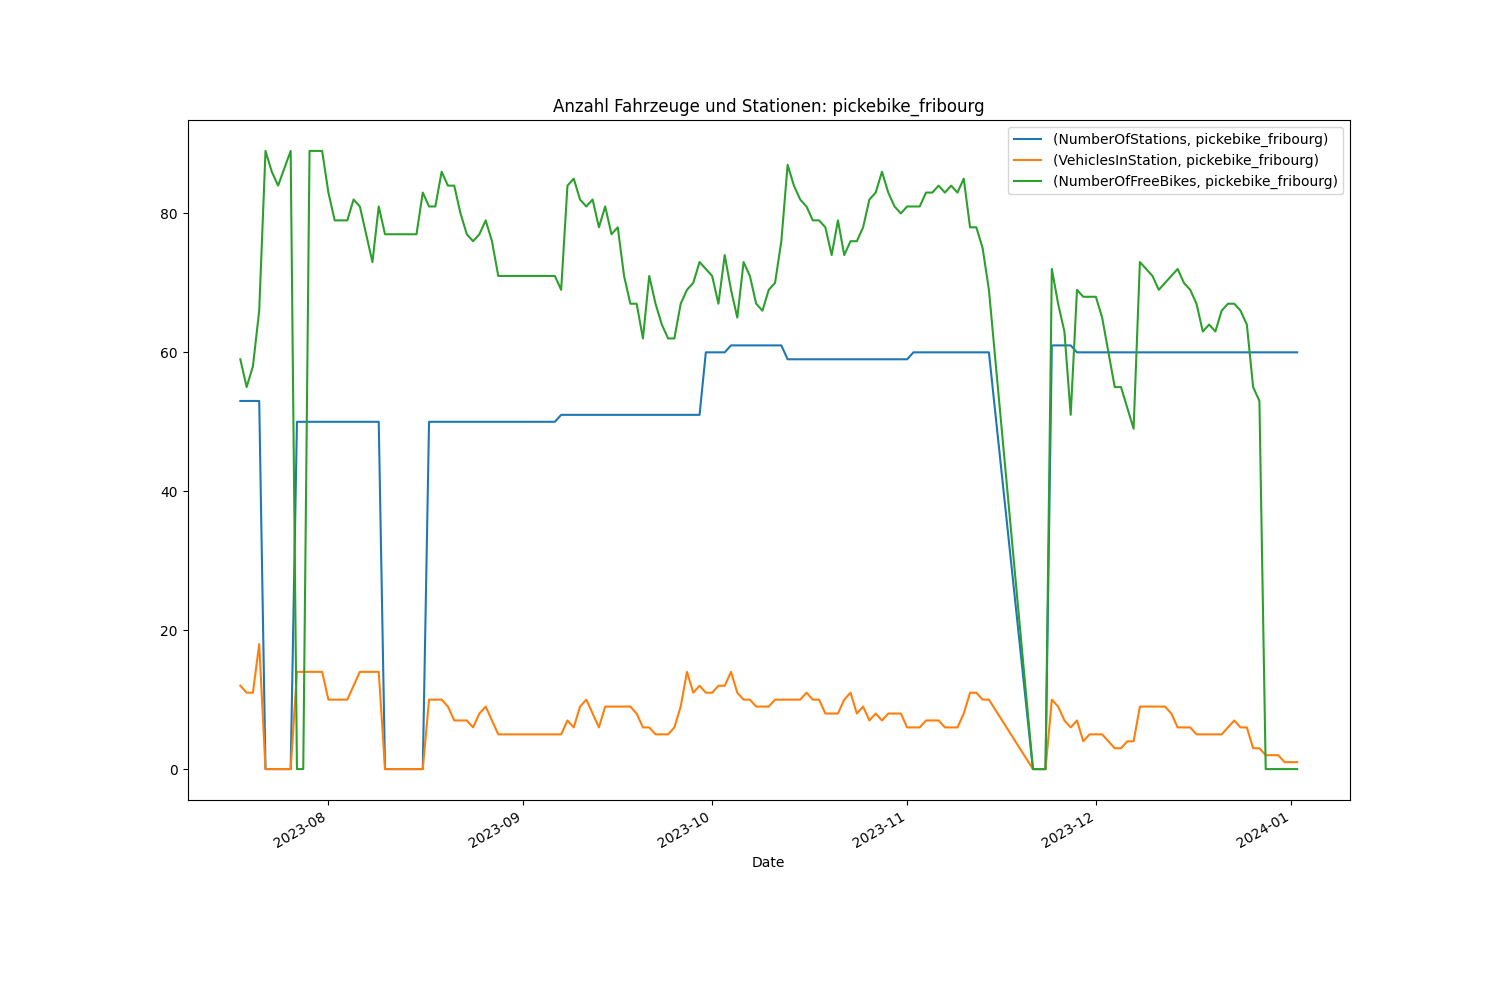 Anzahl Fahrzeuge und Stationen: pickebike_fribourg
(NumberOfStations, pickebike_fribourg)
(VehiclesInStation, pickebike_fribourg)
(NumberOfFreeBikes, pickebike_fribourg)
80
60
40
20
0
2023-08
2023-09
2023-10
2023-11
2023-12
2024-01
Date